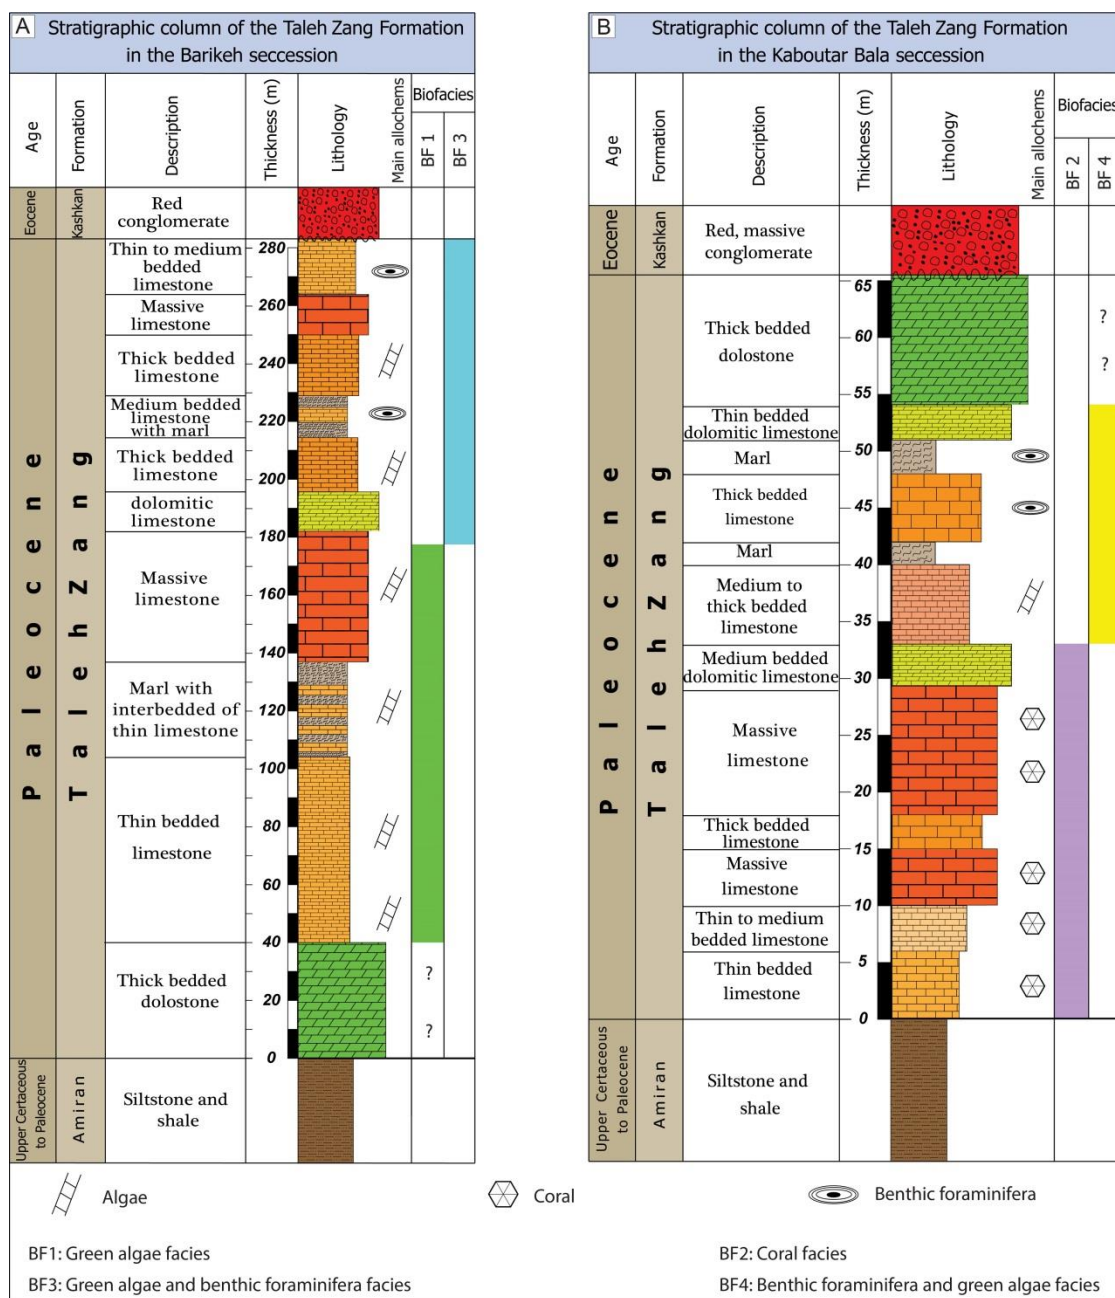 A
Stratigraphic column of the Taleh Zang Formation
in the Barikeh seccession
Age
Formation
Description
Thickness (m)
Lithology
Main allochems
Biofacies
BF 1
BF 3
Eocene
Kashkan
Red
conglomerate
Paleocene
TalehZang
Thin to medium
bedded
limestone
Massive
limestone
Thick bedded
limestone
Medium bedded
limestone
with marl
Thick bedded
limestone
dolomitic
limestone
Massive
limestone
Marl with
interbedded of
thin limestone
Thin bedded
limestone
Thick bedded
dolostone
280
260
240
220
200
180
160
140
120
100
80
60
40
20
0
?
?
Upper Certaceous
to Paleocene
Amiran
Siltstone and
shale
B
Stratigraphic column of the Taleh Zang Formation
in the Kaboutar Bala seccession
Age
Formation
Description
Thickness (m)
Lithology
Main allochems
Biofacies
BF 2
BF 4
Eocene
Kashkan
Red, massive
conglomerate
Paleocene
TalehZang
Thick bedded
dolostone
Thin bedded
dolomitic limestone
Marl
Thick bedded
limestone
Marl
Medium to
thick bedded
limestone
Medium bedded
dolomitic limestone
Massive
limestone
Thick bedded
limestone
Massive
limestone
Thin to medium
bedded limestone
Thin bedded
limestone
65
60
55
50
45
40
35
30
25
20
15
10
5
0
?
?
Upper Certaceous
to Paleocene
Amiran
Siltstone and
shale
Algae
Coral
Benthic foraminifera
BF1: Green algae facies
BF2: Coral facies
BF3: Green algae and benthic foraminifera facies
BF4: Benthic foraminifera and green algae facies